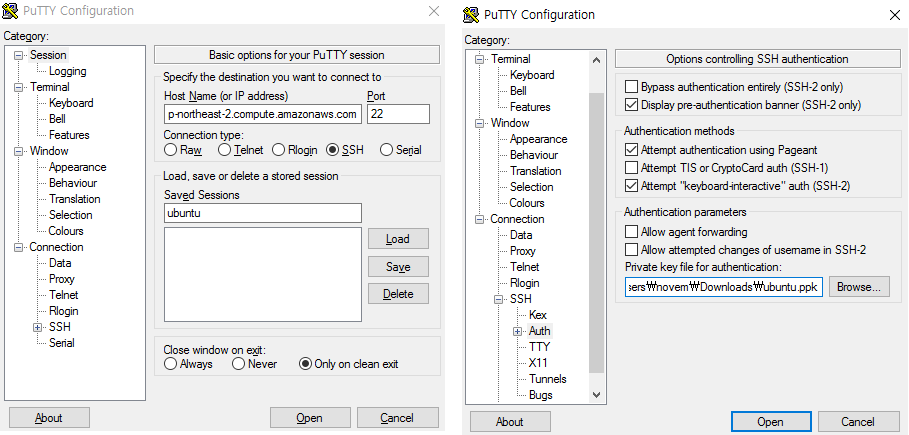 PuTTY Configuration
Category:
Session
Logging
Terminal
Keyboard
Bell
Features
Window
Appearance
Behaviour
Translation
Selection
Colours
Connection
Data
Proxy
Telnet
Rlogin
SSH
Serial
Basic options for your PuTTY session
Specify the destination you want to connect to
Host Name (or IP address) Port
p-northeast-2.compute.amazonaws.com 22
Connection type:
Raw Telnet Rlogin SSH Serial
Load, save or delete a stored session
Saved Sessions
ubuntu
Load
Save
Delete
Close window on exit:
Always Never Only on clean exit
About Open Cancel
PuTTY Configuration
Category:
Terminal
Keyboard
Bell
Features
Window
Appearance
Behaviour
Translation
Selection
Colours
Connection
Data
Proxy
Telnet
Rlogin
SSH
Kex
Auth
TTY
X11
Tunnels
Bugs
Options controlling SSH authentication
Bypass authentication entirely (SSH-2 only)
Display pre-authentication banner (SSH-2 only)
Authentication methods
Attempt authentication using Pageant
Attempt TIS or CryptoCard auth (SSH-1)
Attempt "keyboard-interactive" auth (SSH-2)
Authentication parameters
Allow agent forwarding
Allow attempted changes of username in SSH-2
Private key file for authentication:
sers₩novem₩Downloads₩ubuntu.ppk Browse...
About Open Cancel